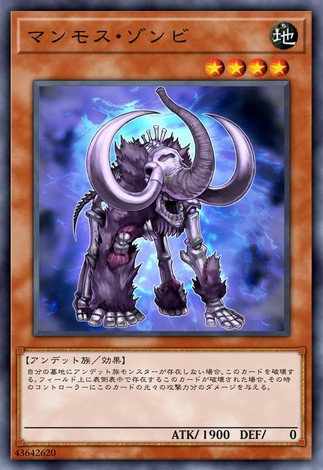 マンモス・ゾンビ
地
【アンデット族／効果】
自分の墓地にアンデット族モンスターが存在しない場合、このカードを破壊す
る。フィールド上に表側表示で存在するこのカードが破壊された場合、その時
のコントローラーにこのカードの元々の攻撃力分のダメージを与える。
ATK/ 1900 DEF/ 0
43642620